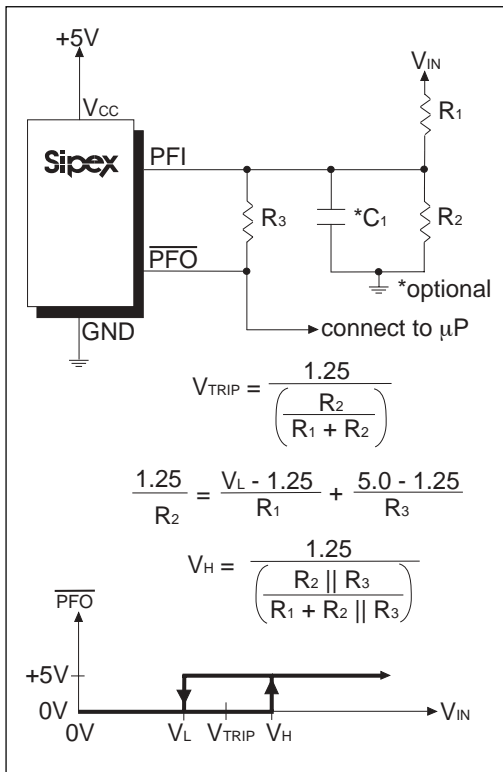 +5V
VCC
VIN
R1
Sipex
PFI
R3
*C1
R2
PFO
*optional
GND
connect to μP
VTRIP = 1.25 / ( R2 / ( R1 + R2 ) )
1.25 / R2 = ( VL - 1.25 ) / R1 + ( 5.0 - 1.25 ) / R3
VH = 1.25 / ( R2 || R3 / ( R1 + R2 || R3 ) )
PFO
+5V
0V
VIN
0V VL VTRIP VH